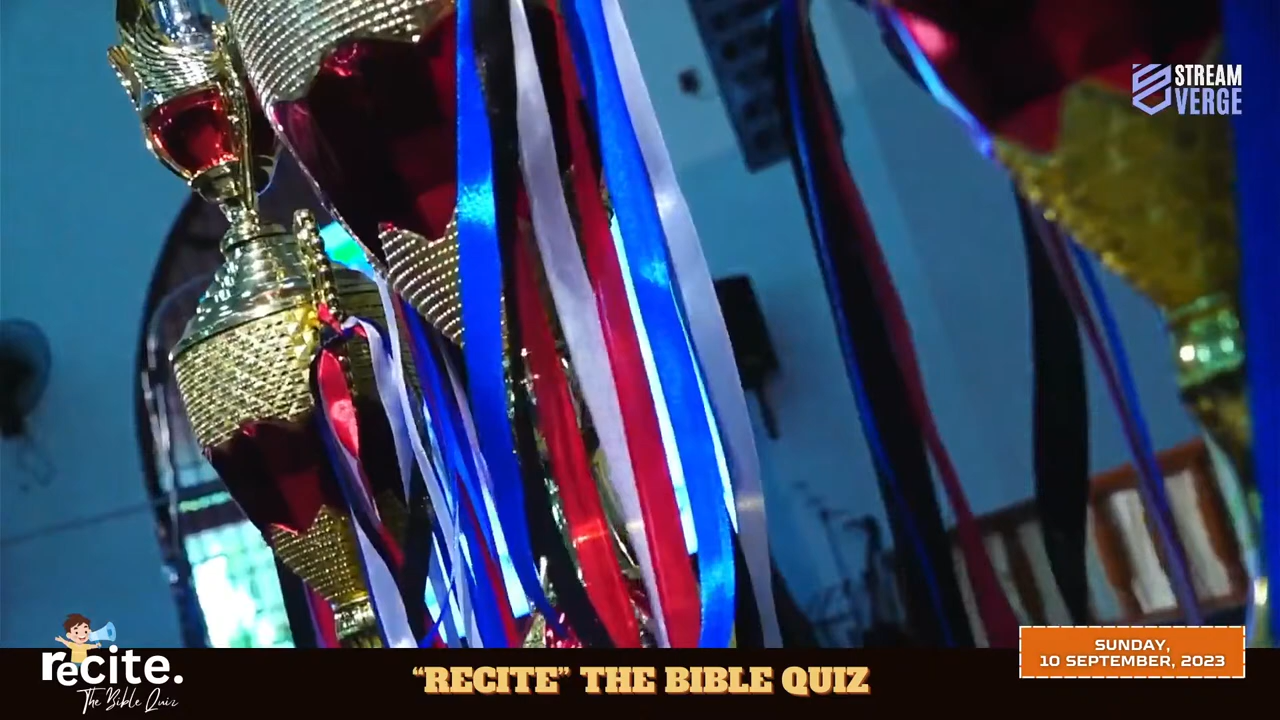 STREAM
VERGE
recite.
The Bible Quiz
“RECITE” THE BIBLE QUIZ
SUNDAY,
10 SEPTEMBER, 2023